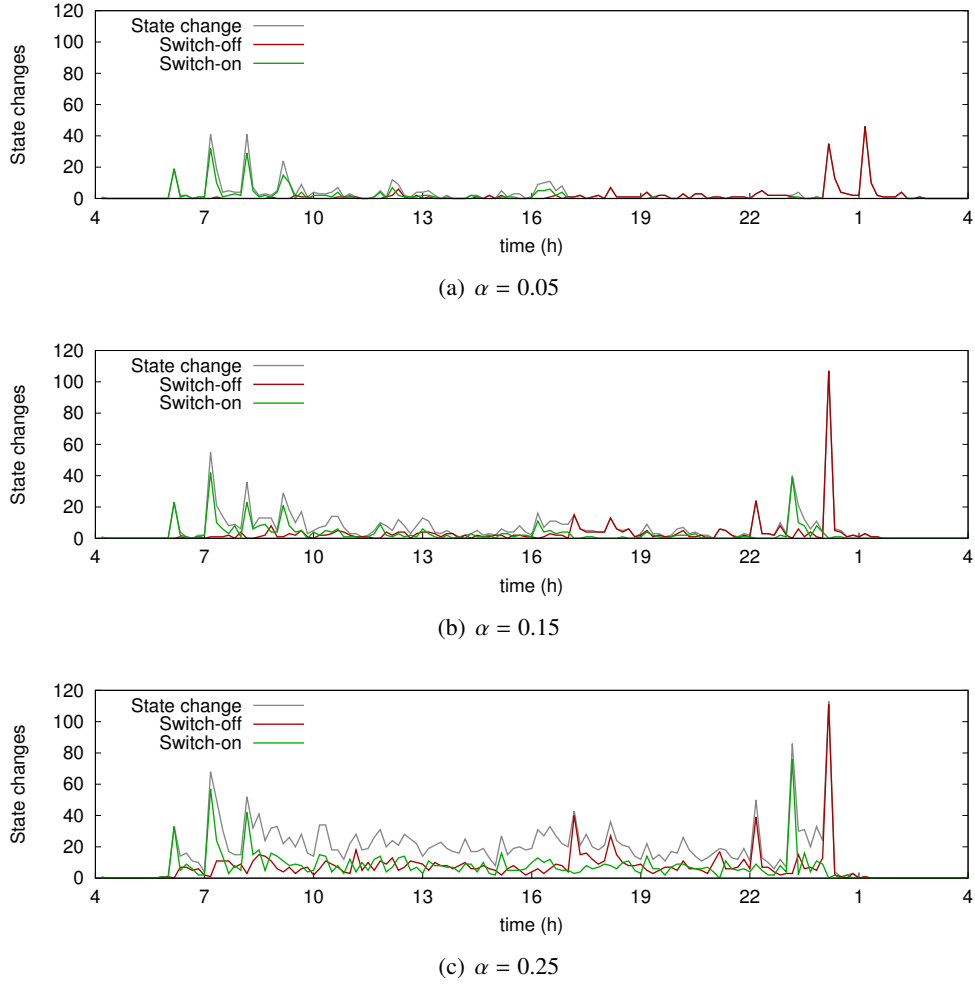 120
100
80
60
40
20
0
State changes
State change
Switch-off
Switch-on
4 7 10 13 16 19 22 1 4
time (h)
(a) α = 0.05
120
100
80
60
40
20
0
State changes
State change
Switch-off
Switch-on
4 7 10 13 16 19 22 1 4
time (h)
(b) α = 0.15
120
100
80
60
40
20
0
State changes
State change
Switch-off
Switch-on
4 7 10 13 16 19 22 1 4
time (h)
(c) α = 0.25